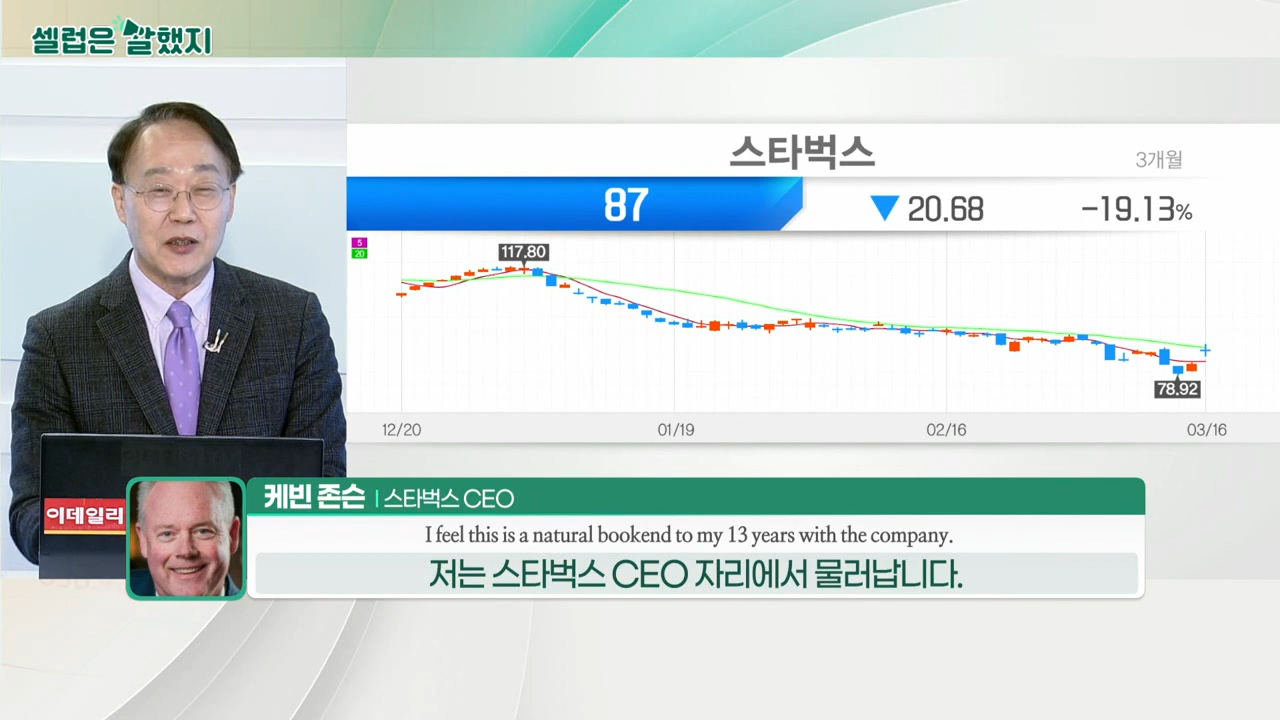 셀럽은 말했지
스타벅스
3개월
87
▼ 20.68
-19.13%
5
20
117.80
78.92
12/20
01/19
02/16
03/16
이데일리
케빈 존슨 | 스타벅스 CEO
I feel this is a natural bookend to my 13 years with the company.
저는 스타벅스 CEO 자리에서 물러납니다.